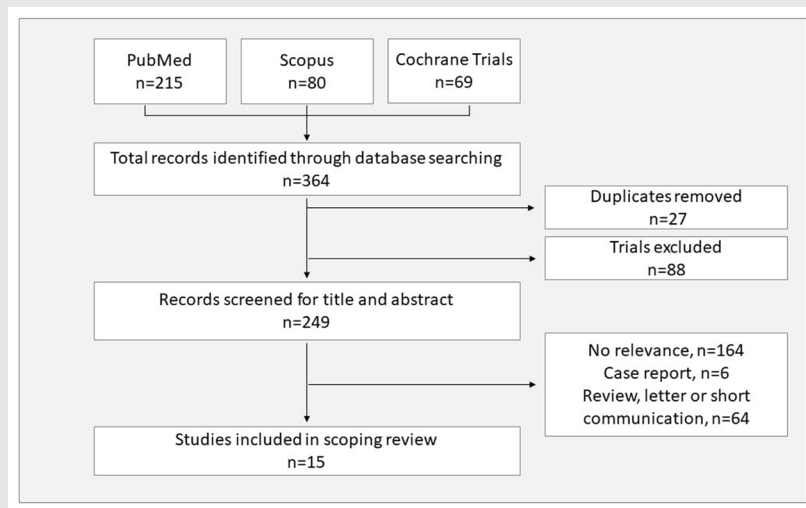 PubMed
n=215
Scopus
n=80
Cochrane Trials
n=69
Total records identified through database searching
n=364
Duplicates removed
n=27
Trials excluded
n=88
Records screened for title and abstract
n=249
No relevance, n=164
Case report, n=6
Review, letter or short
communication, n=64
Studies included in scoping review
n=15